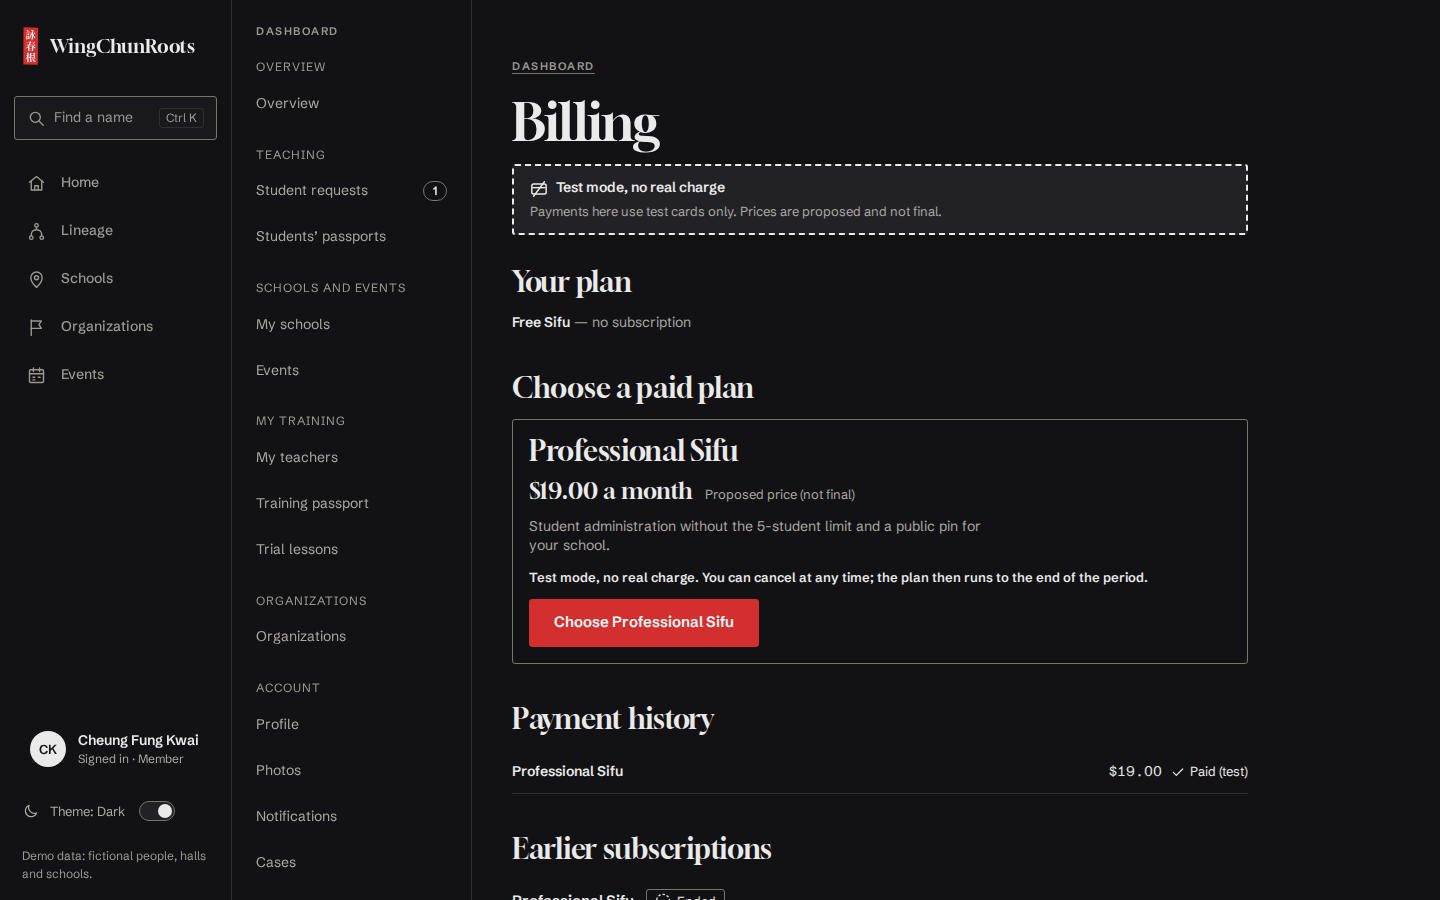 詠春根
WingChunRoots
Find a name
Ctrl K
Home
Lineage
Schools
Organizations
Events
CK
Cheung Fung Kwai
Signed in · Member
Theme: Dark
Demo data: fictional people, halls
and schools.
DASHBOARD
OVERVIEW
Overview
TEACHING
Student requests
1
Students’ passports
SCHOOLS AND EVENTS
My schools
Events
MY TRAINING
My teachers
Training passport
Trial lessons
ORGANIZATIONS
Organizations
ACCOUNT
Profile
Photos
Notifications
Cases
DASHBOARD
Billing
Test mode, no real charge
Payments here use test cards only. Prices are proposed and not final.
Your plan
Free Sifu — no subscription
Choose a paid plan
Professional Sifu
$19.00 a month Proposed price (not final)
Student administration without the 5-student limit and a public pin for
your school.
Test mode, no real charge. You can cancel at any time; the plan then runs to the end of the period.
Choose Professional Sifu
Payment history
Professional Sifu $19.00 Paid (test)
Earlier subscriptions
Professional Sifu Ended